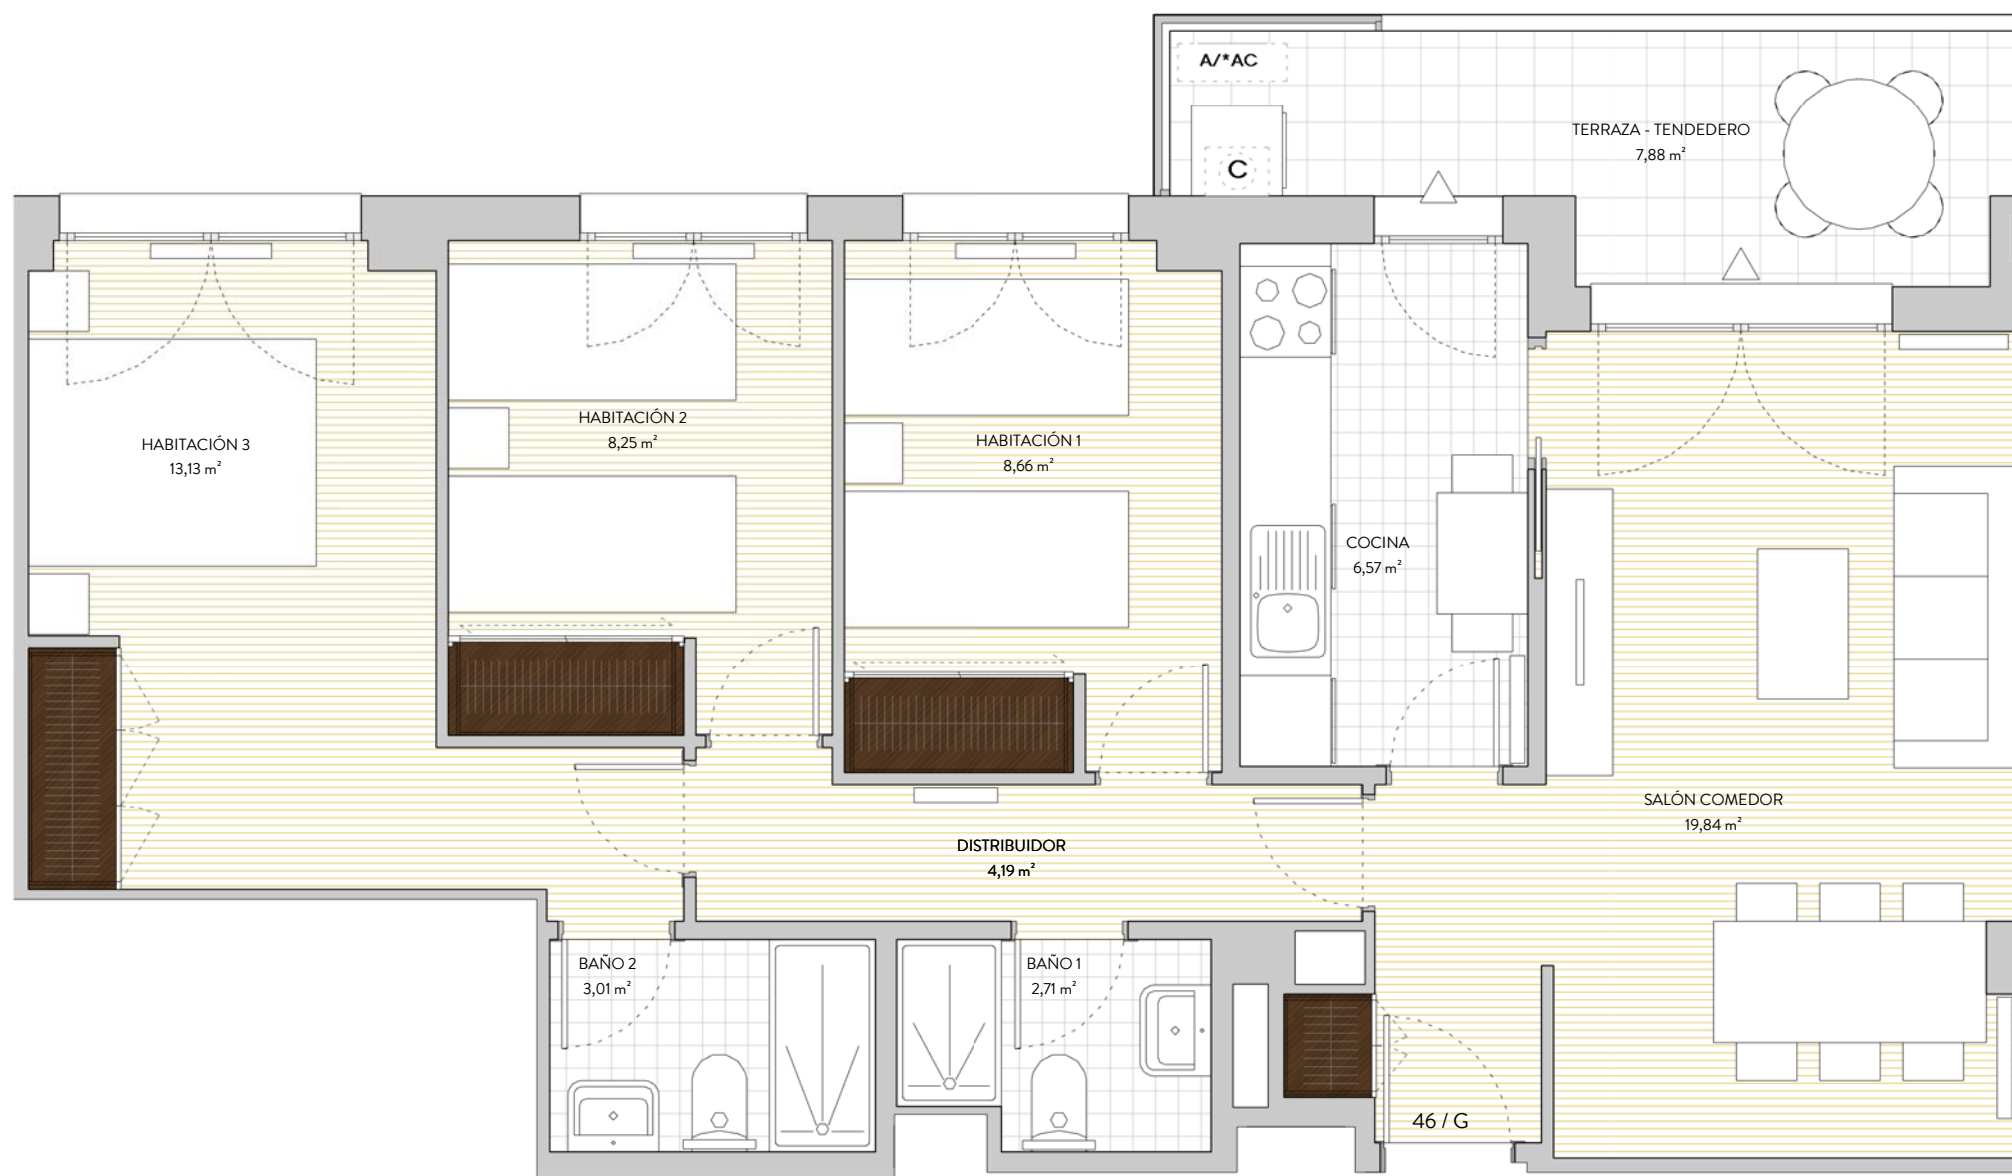 A/*AC
TERRAZA - TENDEDERO
7,88 m²
C
HABITACIÓN 3
13,13 m²
HABITACIÓN 2
8,25 m²
HABITACIÓN 1
8,66 m²
COCINA
6,57 m²
SALÓN COMEDOR
19,84 m²
DISTRIBUIDOR
4,19 m²
BAÑO 2
3,01 m²
BAÑO 1
2,71 m²
46 / G